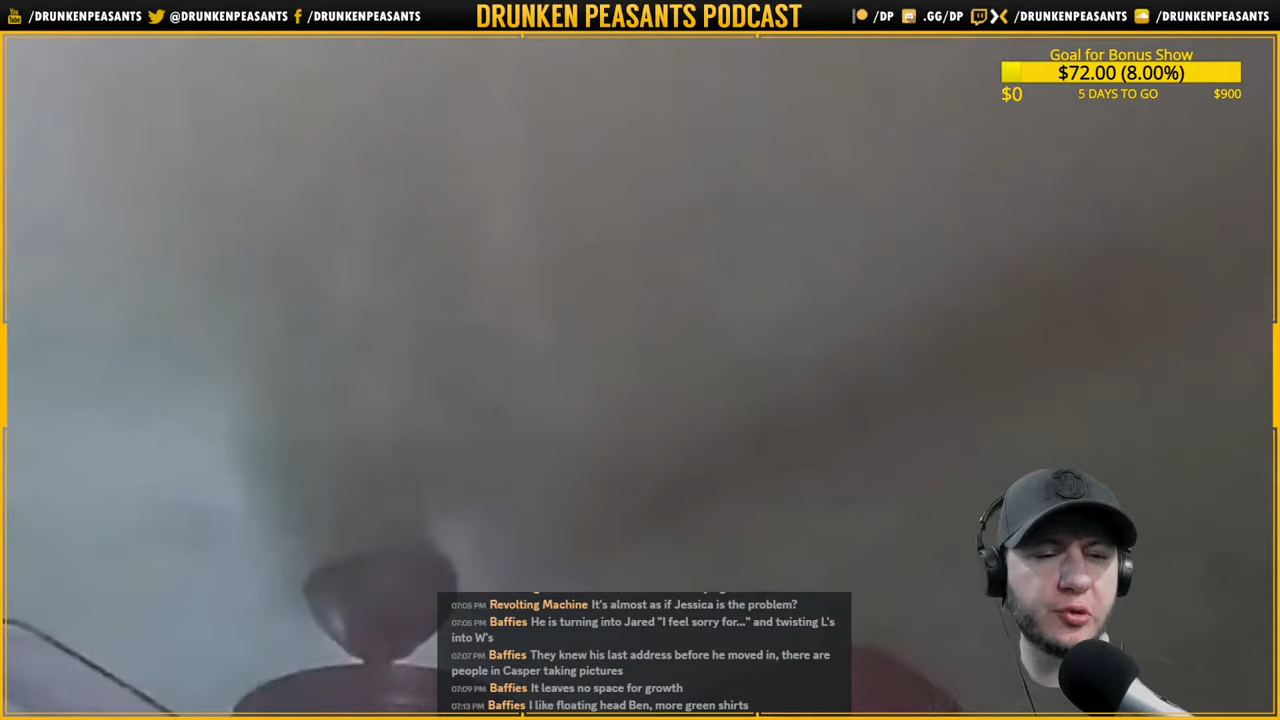 /DRUNKENPEASANTS @DRUNKENPEASANTS /DRUNKENPEASANTS DRUNKEN PEASANTS PODCAST /DP .GG/DP /DRUNKENPEASANTS /DRUNKENPEASANTS
Goal for Bonus Show
$72.00 (8.00%)
$0 5 DAYS TO GO $900
07:05 PM Revolting Machine It's almost as if Jessica is the problem?
07:05 PM Baffies He is turning into Jared "I feel sorry for..." and twisting L's
into W's
07:07 PM Baffies They knew his last address before he moved in, there are
people in Casper taking pictures
07:09 PM Baffies It leaves no space for growth
07:13 PM Baffies I like floating head Ben, more green shirts